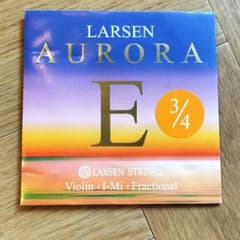 LARSEN
AURORA
E
3/4
LARSEN STRINGS
Violin • I-Mi • Fractional